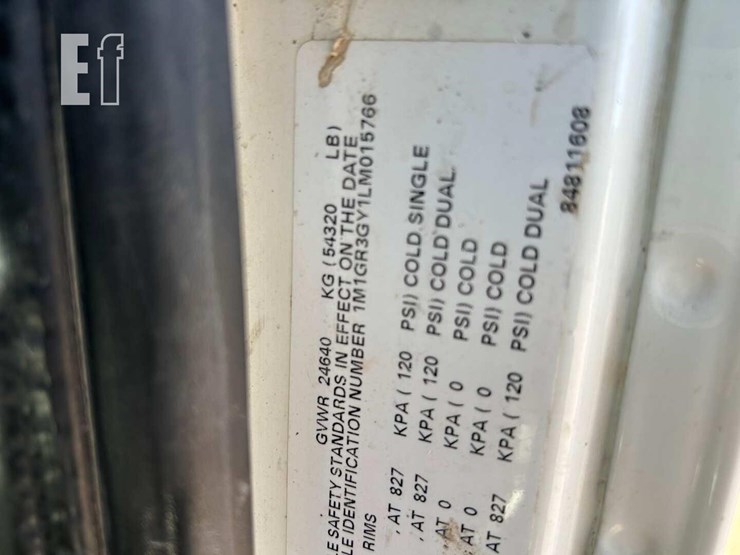 Ef
GVWR 24640 KG ( 54320 LB)
E SAFETY STANDARDS IN EFFECT ON THE DATE
LE IDENTIFICATION NUMBER 1M1GR3GY1LM015766
RIMS
, AT 827 KPA ( 120 PSI) COLD SINGLE
, AT 827 KPA ( 120 PSI) COLD DUAL
, AT 0 KPA ( 0 PSI) COLD
, AT 0 KPA ( 0 PSI) COLD
AT 827 KPA ( 120 PSI) COLD DUAL
84811608